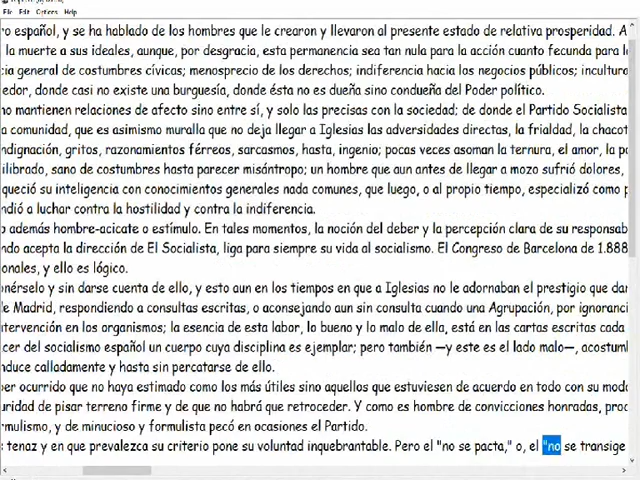 File Edit Options Help
español, y se ha hablado de los hombres que le crearon y llevaron al presente estado de relativa prosperidad. A
la muerte a sus ideales, aunque, por desgracia, esta permanencia sea tan nula para la acción cuanto fecunda para
cia general de costumbres cívicas; menosprecio de los derechos; indiferencia hacia los negocios públicos; incultura
edor, donde casi no existe una burguesía, donde ésta no es dueña sino condueña del Poder político.
no mantienen relaciones de afecto sino entre sí, y solo las precisas con la sociedad; de donde el Partido Socialista
a comunidad, que es asimismo muralla que no deja llegar a Iglesias las adversidades directas, la frialdad, la chacot
ndignación, gritos, razonamientos férreos, sarcasmos, hasta, ingenio; pocas veces asoman la ternura, el amor, la
ilibrado, sano de costumbres hasta parecer misántropo; un hombre que aun antes de llegar a mozo sufrió dolores,
queció su inteligencia con conocimientos generales nada comunes, que luego, o al propio tiempo, especializó como
ndió a luchar contra la hostilidad y contra la indiferencia.
además hombre-acicate o estímulo. En tales momentos, la noción del deber y la percepción clara de su responsab
ndo acepta la dirección de El Socialista, liga para siempre su vida al socialismo. El Congreso de Barcelona de 1.888
onales, y ello es lógico.
onérselo y sin darse cuenta de ello, y esto aun en los tiempos en que a Iglesias no le adornaban el prestigio que dar
de Madrid, respondiendo a consultas escritas, o aconsejando aun sin consulta cuando una Agrupación, por ignoranci
ntervención en los organismos; la esencia de esta labor, lo bueno y lo malo de ella, está en las cartas escritas cada
cer del socialismo español un cuerpo cuya disciplina es ejemplar; pero también —y este es el lado malo—, acostum
nduce calladamente y hasta sin percatarse de ello.
ber ocurrido que no haya estimado como los más útiles sino aquellos que estuviesen de acuerdo en todo con su mod
uridad de pisar terreno firme y de que no habrá que retroceder. Y como es hombre de convicciones honradas, proc
rmulismo, y de minucioso y formulista pecó en ocasiones el Partido.
tenaz y en que prevalezca su criterio pone su voluntad inquebrantable. Pero el "no se pacta," o, el "no se transige